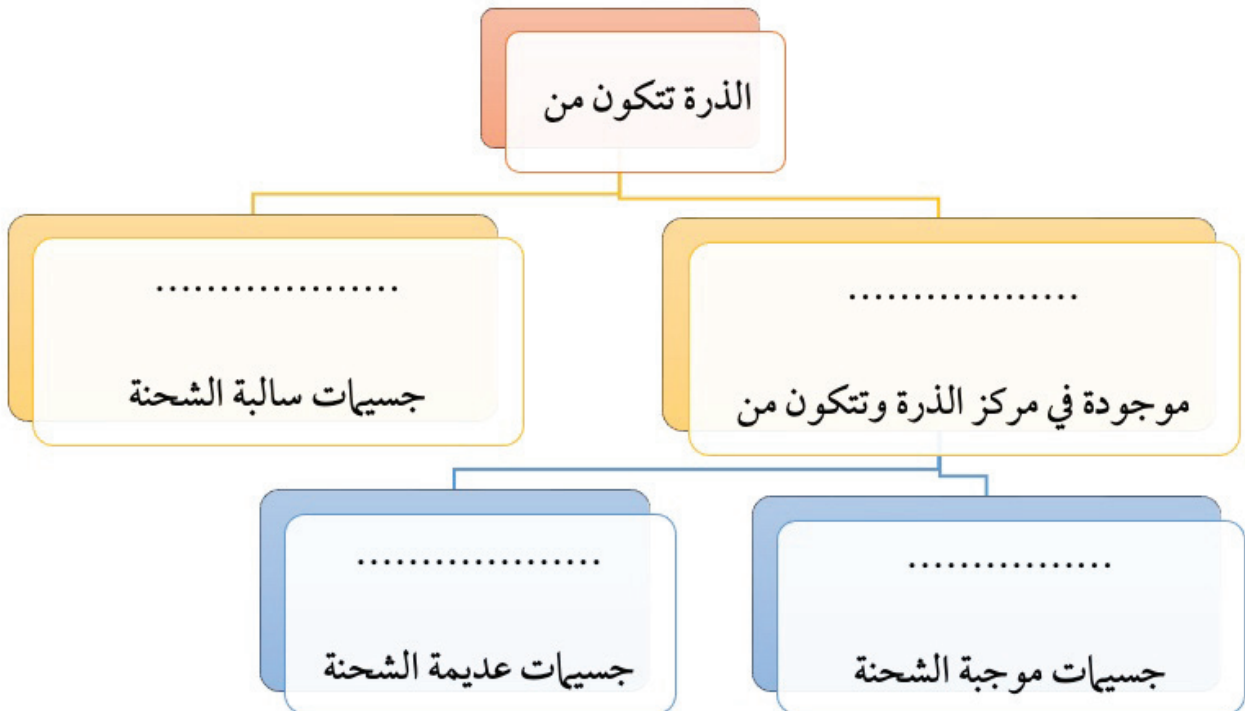 الذرة تتكون من
..................
موجودة في مركز الذرة وتتكون من
...................
جسيمات سالبة الشحنة
................
جسيمات موجبة الشحنة
...................
جسيمات عديمة الشحنة